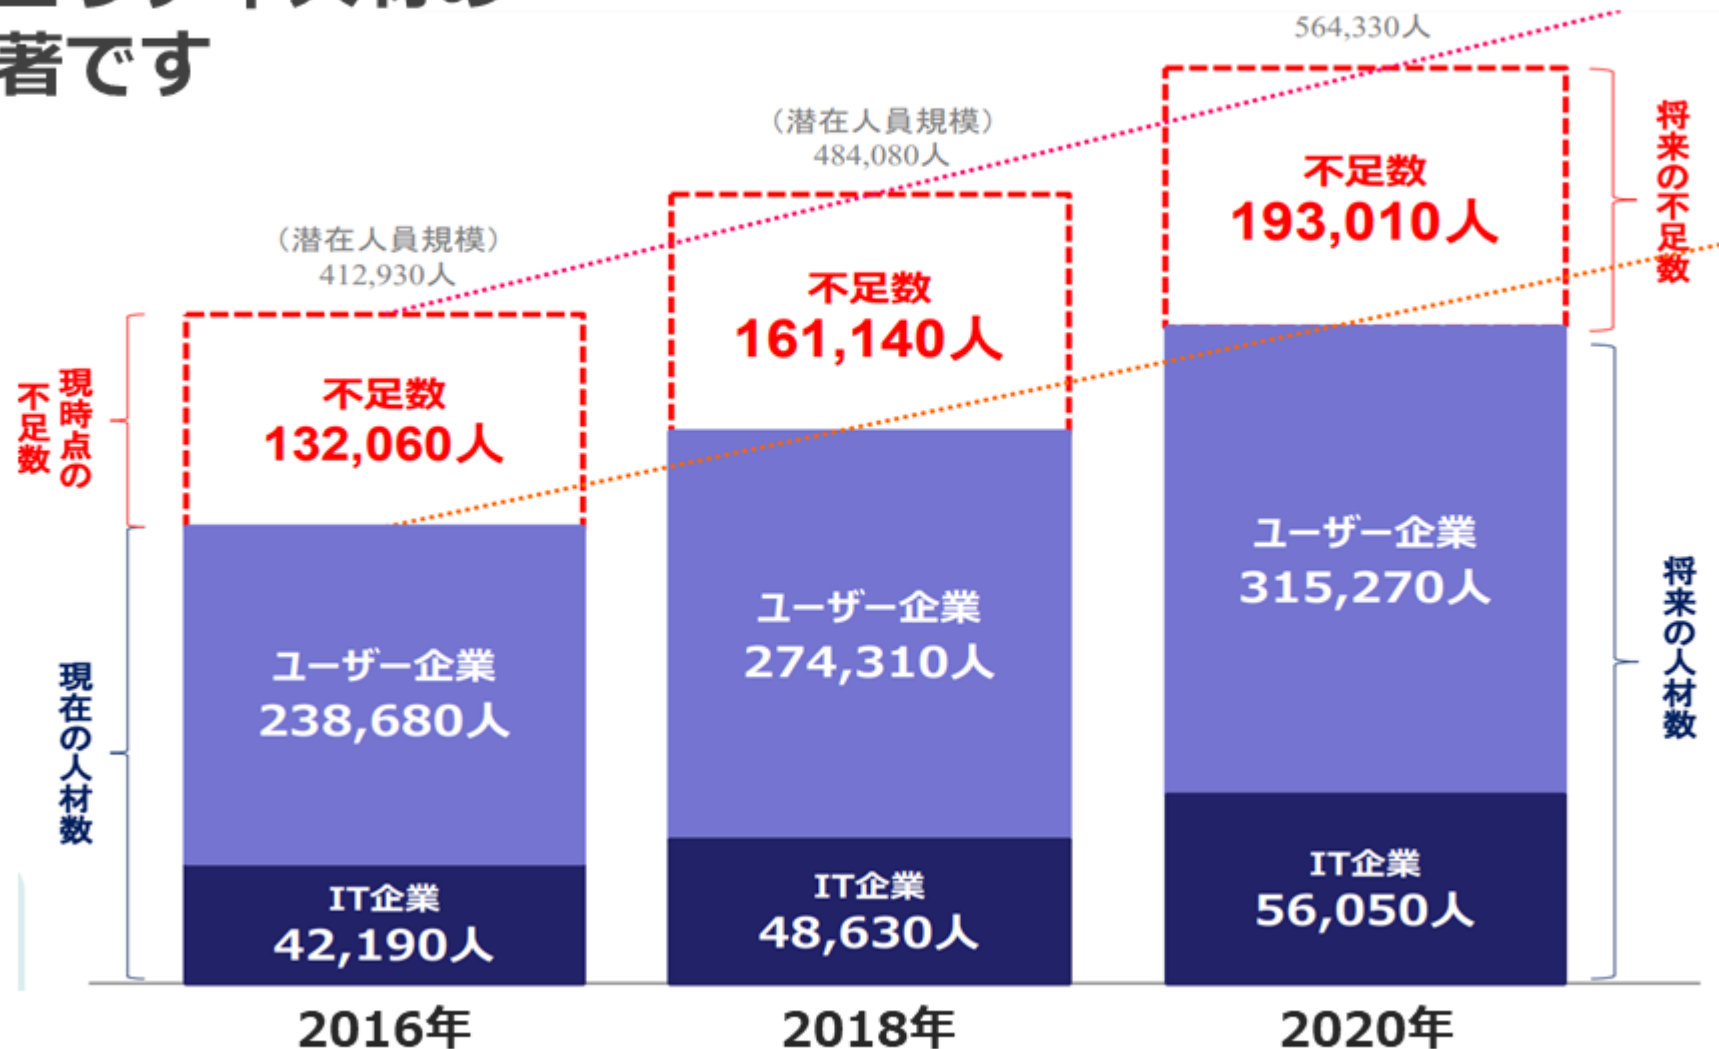 著です
564,330人
(潜在人員規模)
484,080人
(潜在人員規模)
412,930人
不足数
132,060人
不足数
161,140人
不足数
193,010人
現時点の
不足数
将来の不足数
ユーザー企業
238,680人
ユーザー企業
274,310人
ユーザー企業
315,270人
現在の人材数
将来の人材数
IT企業
42,190人
IT企業
48,630人
IT企業
56,050人
2016年
2018年
2020年